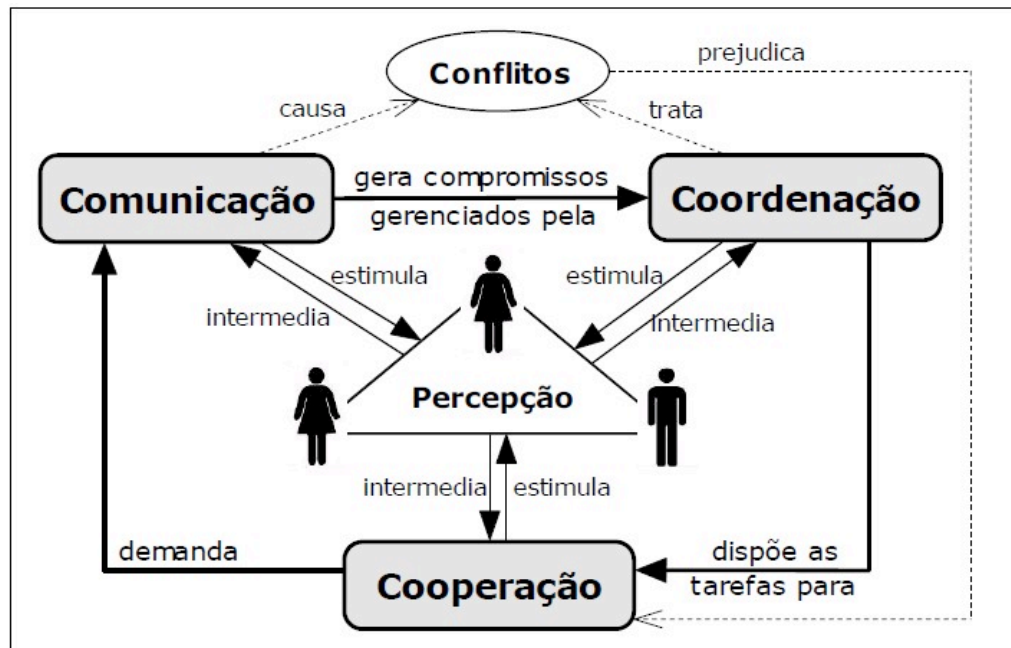 prejudica
Conflitos
causa
trata
Comunicação
gera compromissos
gerenciados pela
Coordenação
estimula
intermedia
estimula
intermedia
Percepção
intermedia
estimula
demanda
Cooperação
dispõe as
tarefas para